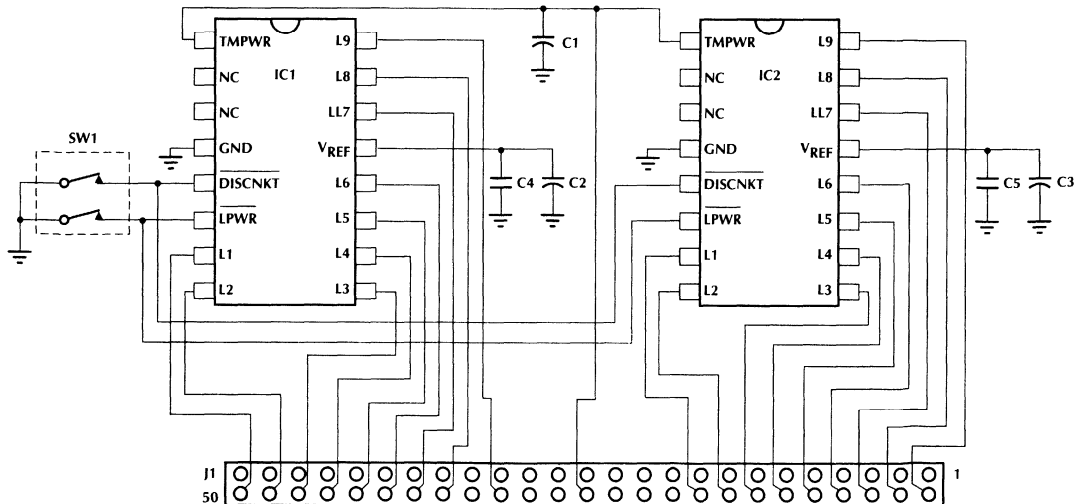 TMPWR
L9
NC
IC1
L8
NC
LL7
GND
VREF
DISCNKT
L6
LPWR
L5
L1
L4
L2
L3
SW1
C1
C4
C2
TMPWR
L9
NC
IC2
L8
NC
LL7
GND
VREF
DISCNKT
L6
LPWR
L5
L1
L4
L2
L3
C5
C3
J1
1
50